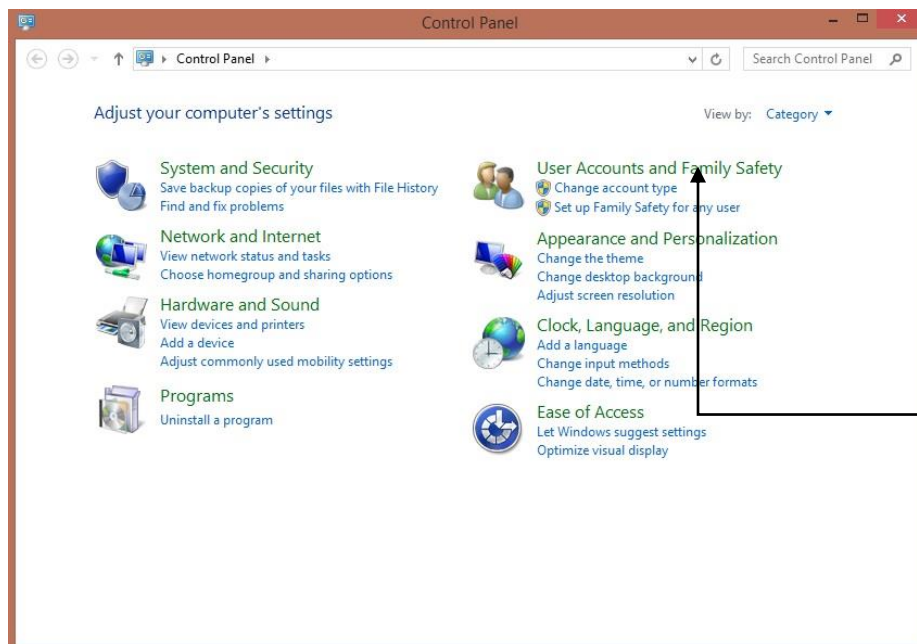 Control Panel
Control Panel
Search Control Panel
Adjust your computer's settings
View by: Category
System and Security
Save backup copies of your files with File History
Find and fix problems
Network and Internet
View network status and tasks
Choose homegroup and sharing options
Hardware and Sound
View devices and printers
Add a device
Adjust commonly used mobility settings
Programs
Uninstall a program
User Accounts and Family Safety
Change account type
Set up Family Safety for any user
Appearance and Personalization
Change the theme
Change desktop background
Adjust screen resolution
Clock, Language, and Region
Add a language
Change input methods
Change date, time, or number formats
Ease of Access
Let Windows suggest settings
Optimize visual display